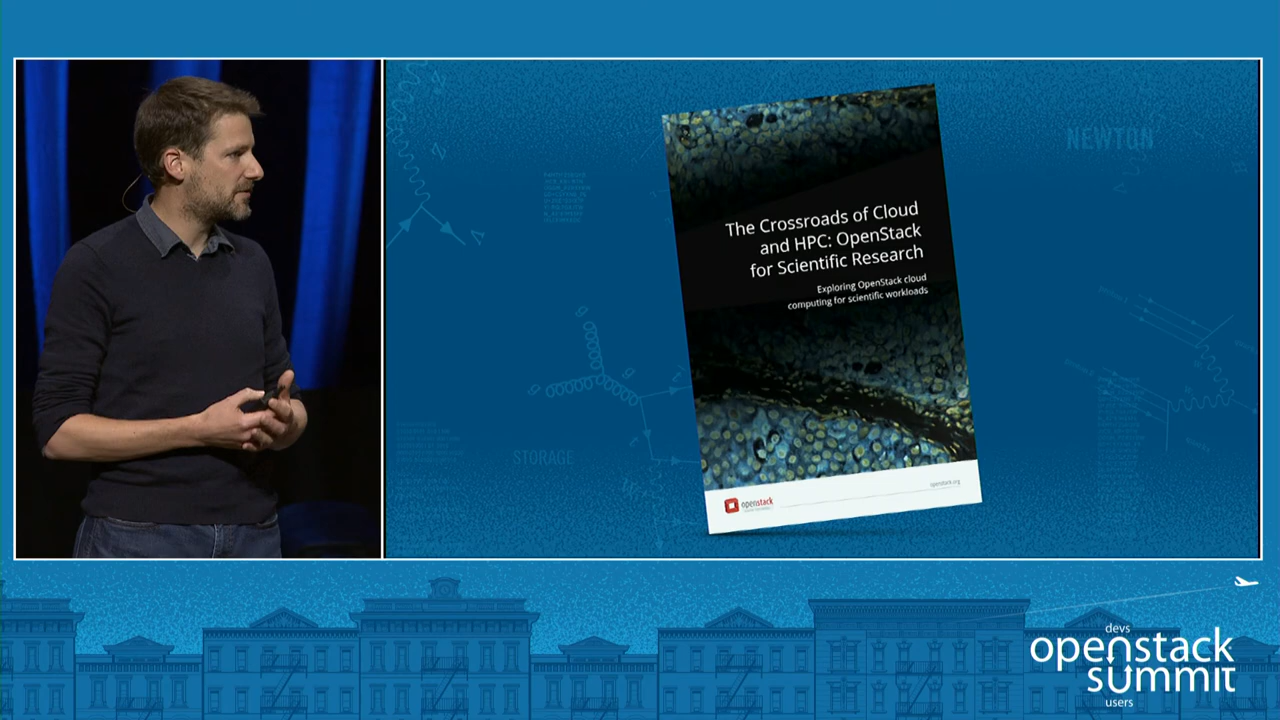 NEWTON
The Crossroads of Cloud
and HPC: OpenStack
for Scientific Research
Exploring OpenStack cloud
computing for scientific workloads
STORAGE
openstack
openstack.org
devs
openstack
summit
users